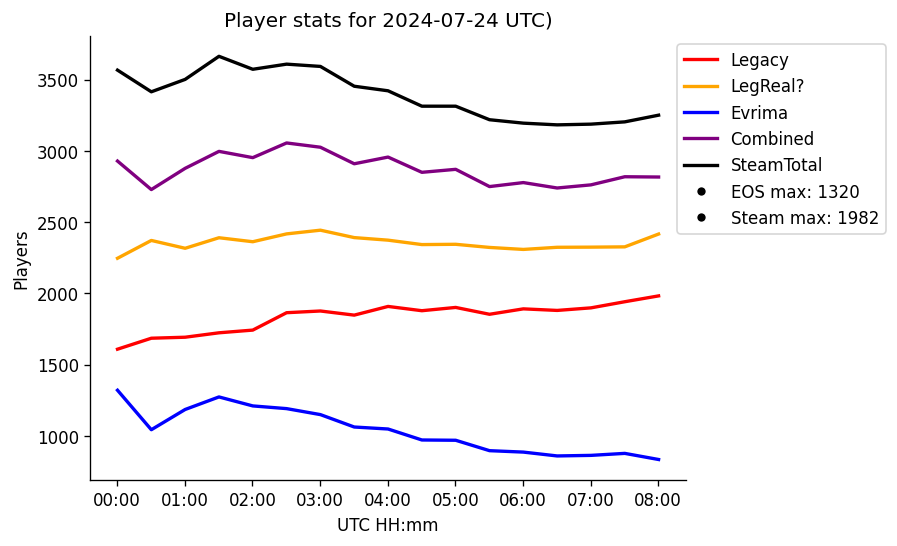 Player stats for 2024-07-24 UTC)
Legacy
LegReal?
Evrima
Combined
SteamTotal
EOS max: 1320
Steam max: 1982
Players
3500
3000
2500
2000
1500
1000
00:00 01:00 02:00 03:00 04:00 05:00 06:00 07:00 08:00
UTC HH:mm